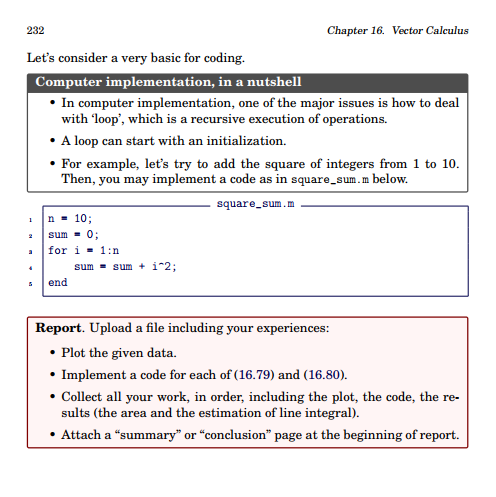 232
Chapter 16. Vector Calculus
Let's consider a very basic for coding.
Computer implementation, in a nutshell
• In computer implementation, one of the major issues is how to deal
with 'loop', which is a recursive execution of operations.
• A loop can start with an initialization.
• For example, let's try to add the square of integers from 1 to 10.
Then, you may implement a code as in square_sum.m below.
square_sum.m
1 n = 10;
2 sum = 0;
3 for i = 1:n
4 sum = sum + i^2;
5 end
Report. Upload a file including your experiences:
• Plot the given data.
• Implement a code for each of (16.79) and (16.80).
• Collect all your work, in order, including the plot, the code, the re-
sults (the area and the estimation of line integral).
• Attach a “summary” or “conclusion” page at the beginning of report.